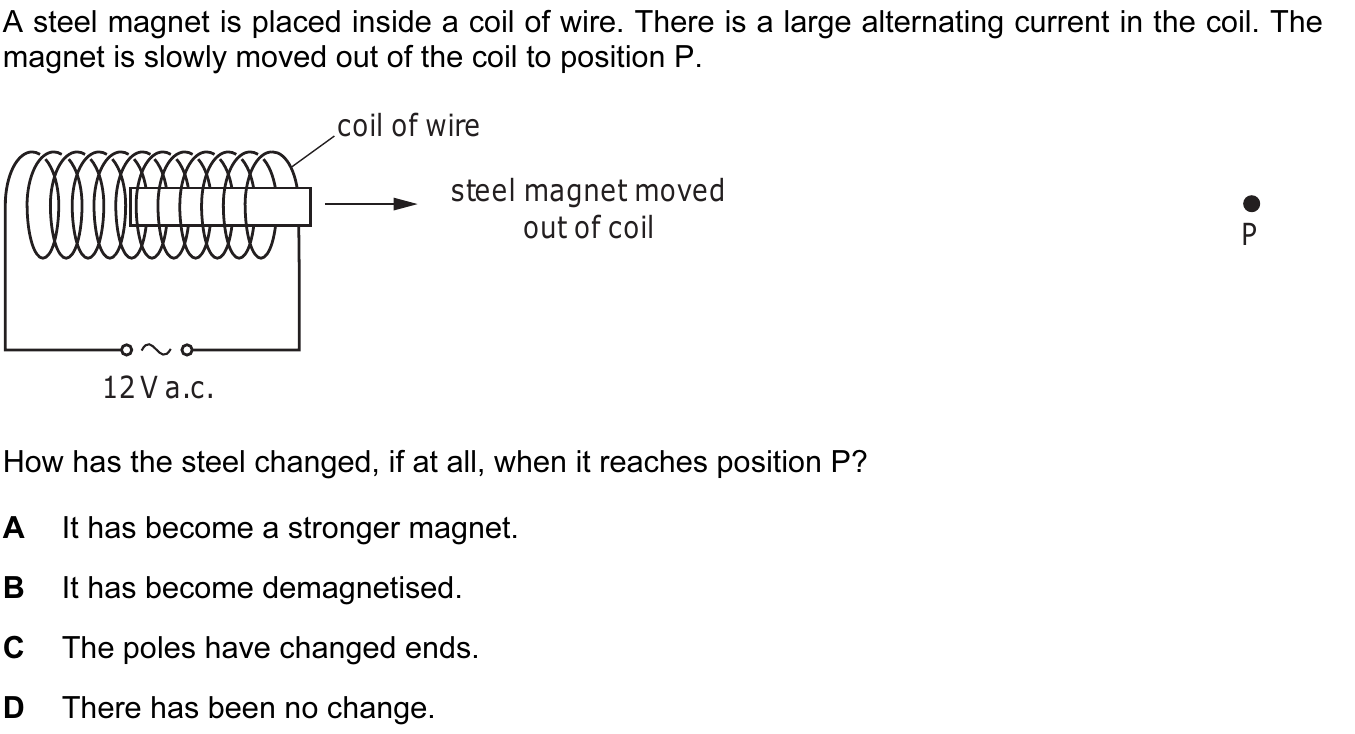 A steel magnet is placed inside a coil of wire. There is a large alternating current in the coil. The
magnet is slowly moved out of the coil to position P.
coil of wire
steel magnet moved
out of coil
P
12 V a.c.
How has the steel changed, if at all, when it reaches position P?
A It has become a stronger magnet.
B It has become demagnetised.
C The poles have changed ends.
D There has been no change.